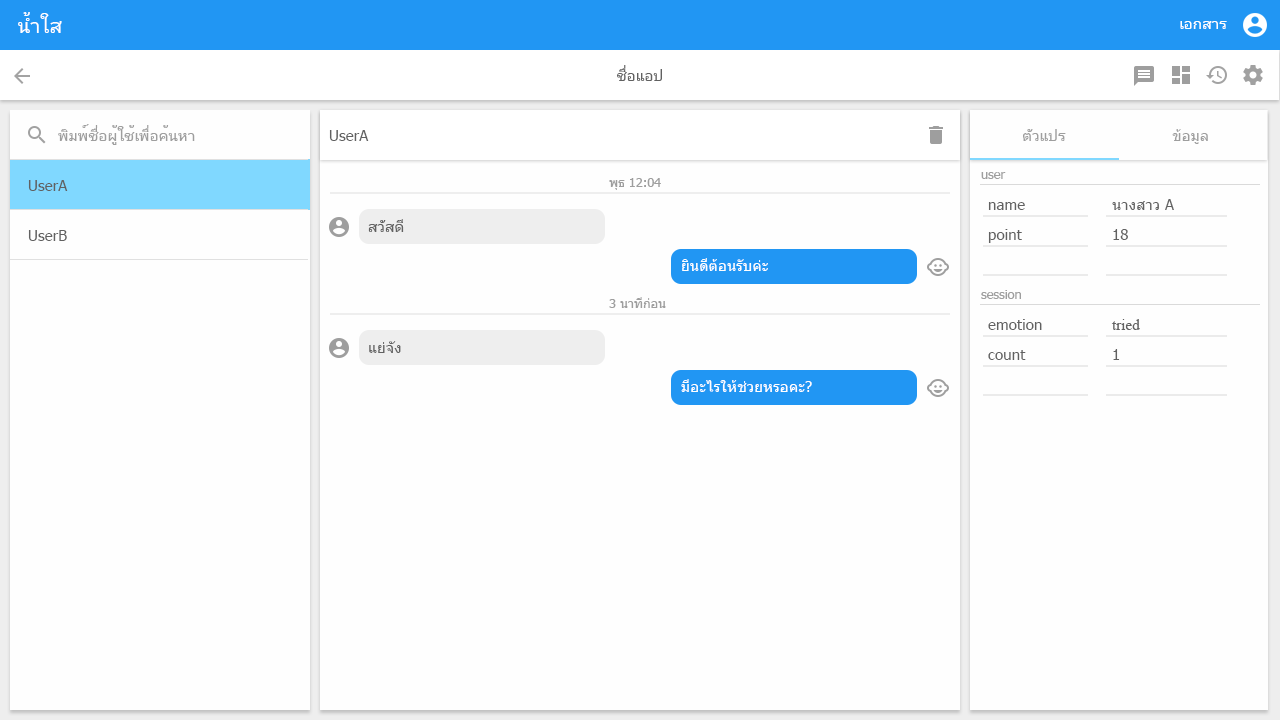 น้ำใส
เอกสาร
ชื่อแอป
พิมพ์ชื่อผู้ใช้เพื่อค้นหา
UserA
UserB
UserA
พุธ 12:04
สวัสดี
ยินดีต้อนรับค่ะ
3 นาทีก่อน
แย่จัง
มีอะไรให้ช่วยหรอคะ?
ตัวแปร
ข้อมูล
user
name นางสาว A
point 18
session
emotion tried
count 1